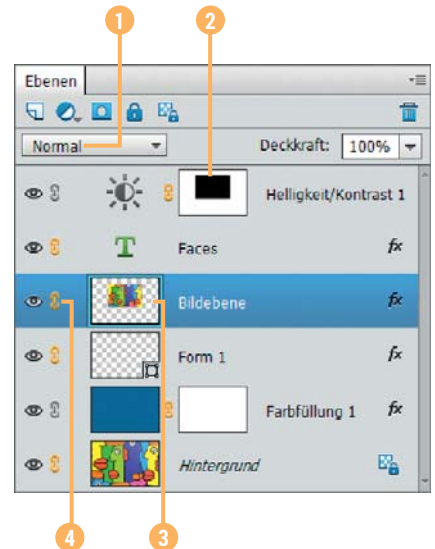 1 2
Ebenen
Normal Deckkraft: 100%
Helligkeit/Kontrast 1
T Faces fx
Bildebene fx
Form 1 fx
Farbfüllung 1 fx
Hintergrund
4 3